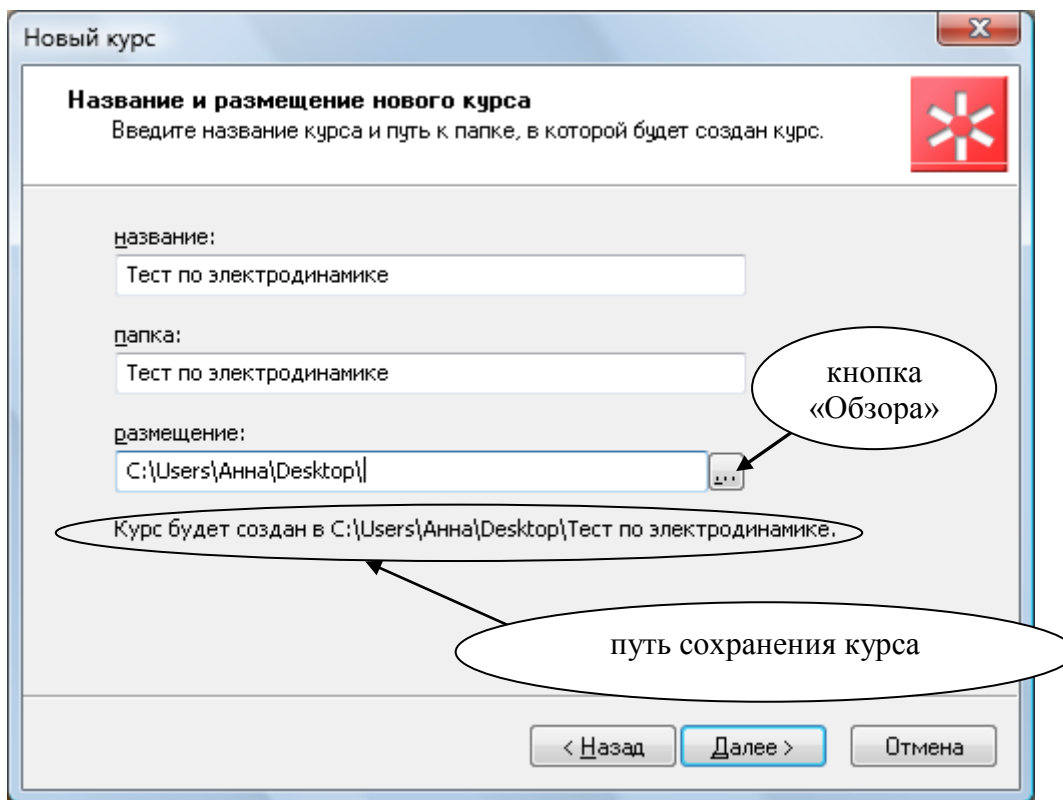 Новый курс
Название и размещение нового курса
Введите название курса и путь к папке, в которой будет создан курс.
название:
Тест по электродинамике
папка:
Тест по электродинамике
кнопка
«Обзора»
размещение:
C:\Users\Анна\Desktop\
...
Курс будет создан в C:\Users\Анна\Desktop\Тест по электродинамике.
путь сохранения курса
< Назад
Далее >
Отмена